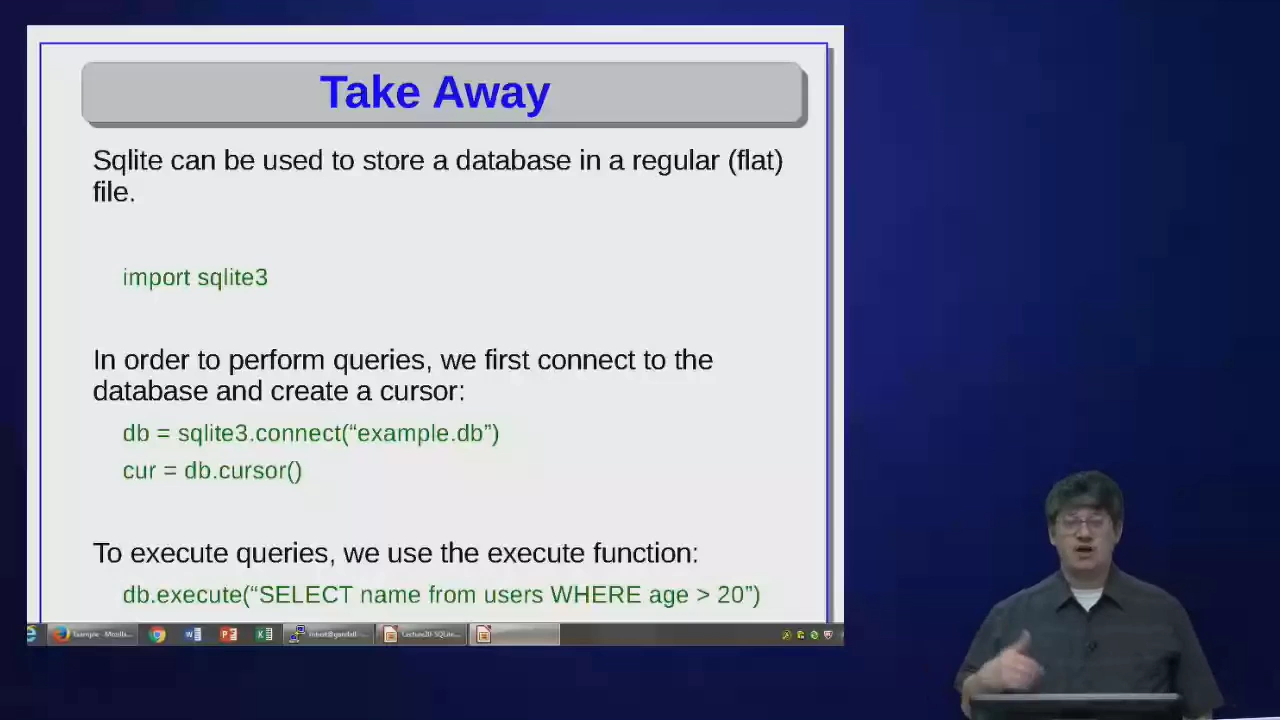 Take Away
Sqlite can be used to store a database in a regular (flat)
file.
import sqlite3
In order to perform queries, we first connect to the
database and create a cursor:
db = sqlite3.connect(“example.db”)
cur = db.cursor()
To execute queries, we use the execute function:
db.execute(“SELECT name from users WHERE age > 20”)
Example - Mozilla...